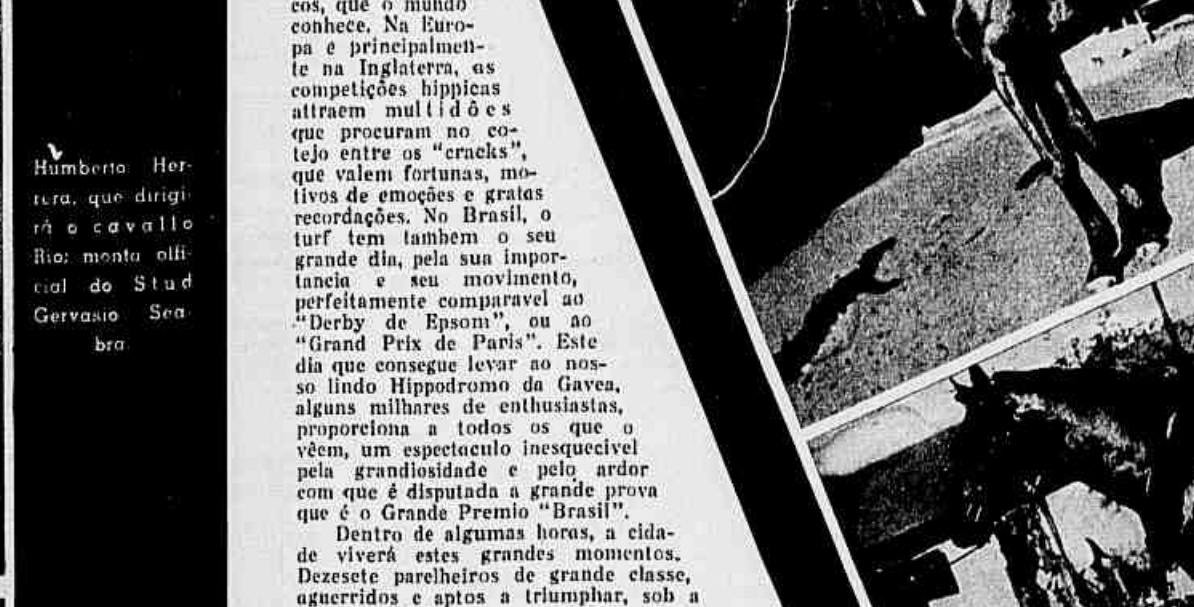 Humberto Her-
rera, que dirigi-
rá o cavallo
Rio; monta offi-
cial do Stud
Gervasio Sea-
bra
cos, que o mundo
conhece. Na Euro-
pa e principalmen-
te na Inglaterra, as
competições hippicas
attraem multidões
que procuram no co-
tejo entre os "cracks",
que valem fortunas, mo-
tivos de emoções e gratas
recordações. No Brasil, o
turf tem tambem o seu
grande dia, pela sua impor-
tancia e seu movimento,
perfeitamente comparavel ao
"Derby de Epsom", ou ao
"Grand Prix de Paris". Este
dia que consegue levar ao nos-
so lindo Hippodromo da Gavea,
alguns milhares de enthusiastas,
proporciona a todos os que o
vêem, um espectaculo inesquecivel
pela grandiosidade e pelo ardor
com que é disputada a grande prova
que é o Grande Premio "Brasil".
Dentro de algumas horas, a cida-
de viverá estes grandes momentos.
Dezesete parelheiros de grande classe,
aguerridos e aptos a triumphar, sob a